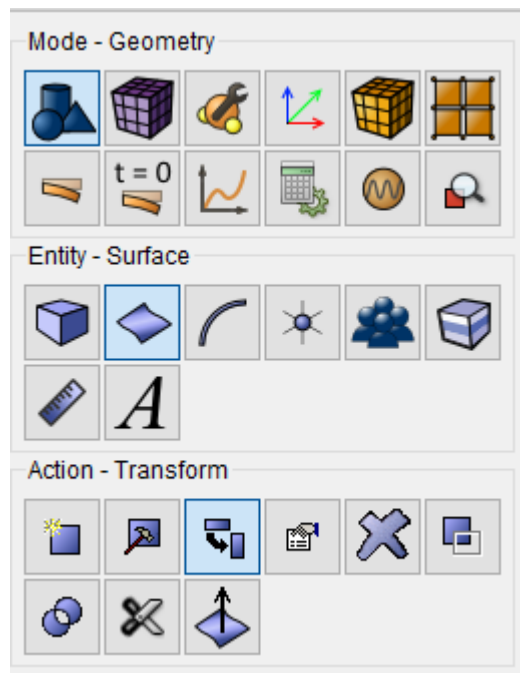 Mode - Geometry
t = 0
Entity - Surface
A
Action - Transform